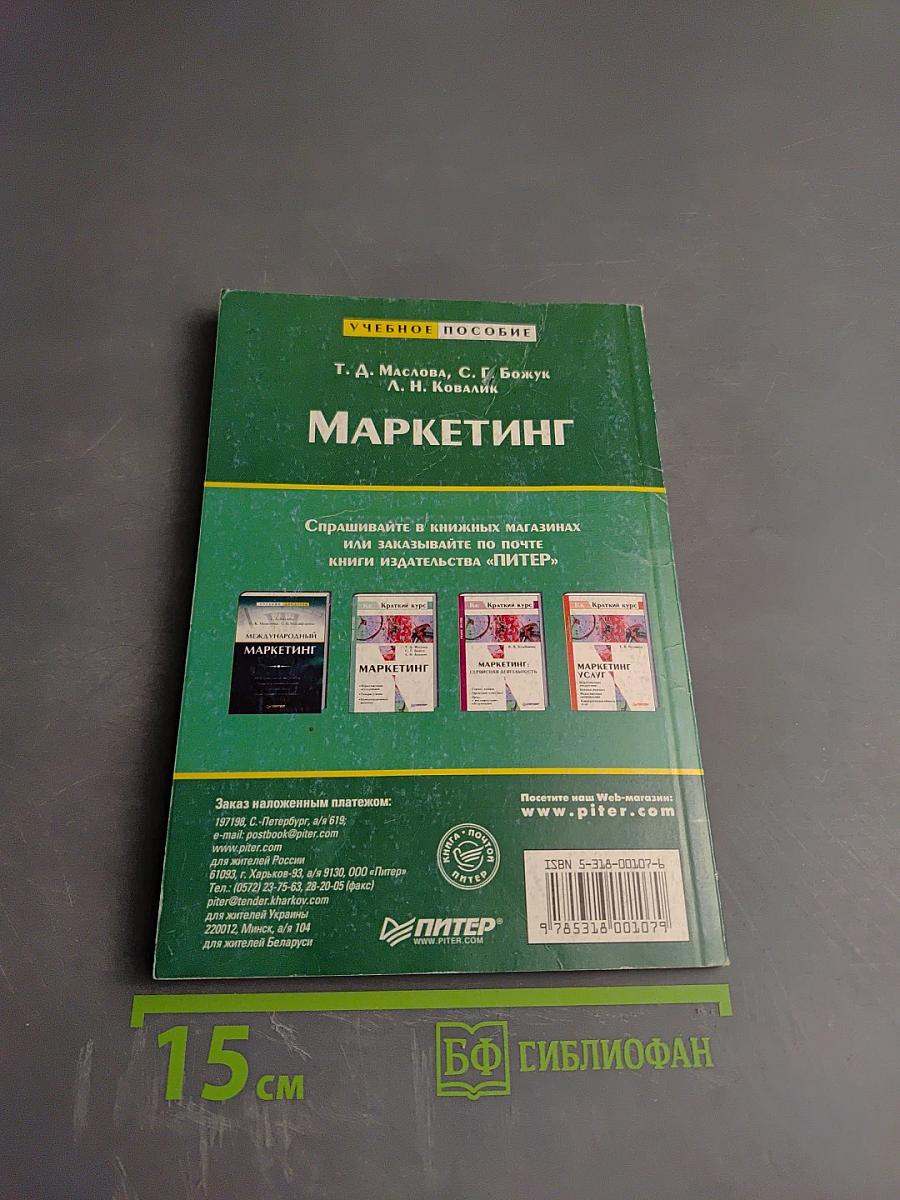 УЧЕБНОЕ ПОСОБИЕ
Т. Д. Маслова, С. Г. Божук
Л. Н. Ковалик
МАРКЕТИНГ
Спрашивайте в книжных магазинах
или заказывайте по почте
книги издательства «ПИТЕР»
МЕЖДУНАРОДНЫЙ
МАРКЕТИНГ
Краткий курс
МАРКЕТИНГ
Краткий курс
МАРКЕТИНГ:
СЕРВИСНАЯ ДЕЯТЕЛЬНОСТЬ
Краткий курс
МАРКЕТИНГ
УСЛУГ
Заказ наложенным платежом:
197198, С.-Петербург, а/я 619;
e-mail: postbook@piter.com
www.piter.com
для жителей России
61093, г. Харьков-93, а/я 9130, ООО «Питер»
Тел.: (0572) 23-75-63, 28-20-05 (факс)
piter@tender.kharkov.com
для жителей Украины
220012, Минск, а/я 104
для жителей Беларуси
КНИГА • ПОЧТОЙ
ПИТЕР
ПИТЕР®
WWW.PITER.COM
Посетите наш Web-магазин:
www.piter.com
ISBN 5-318-00107-6
9 785318 001079
15 см
БФ СИБЛИОФАН